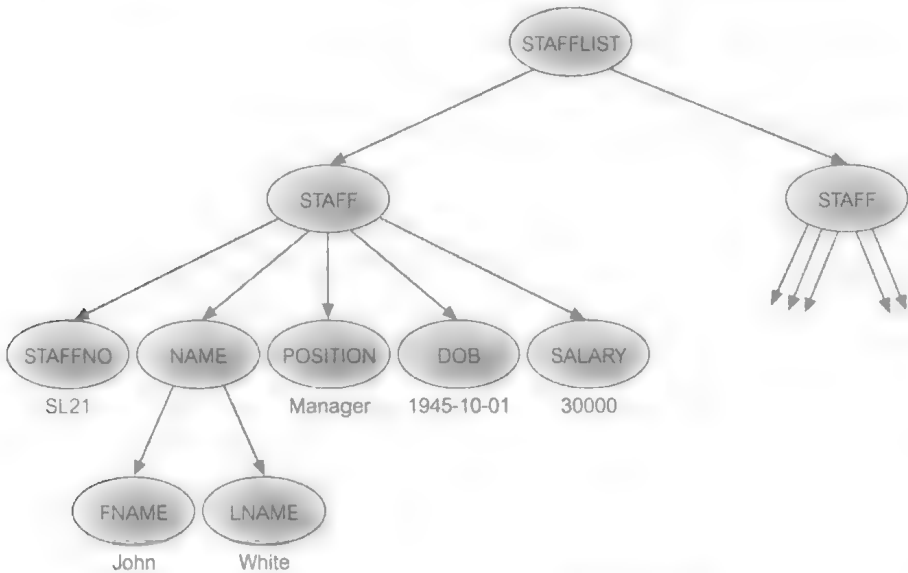 STAFFLIST
STAFF
STAFF
STAFFNO
NAME
POSITION
DOB
SALARY
SL21
Manager
1945-10-01
30000
FNAME
LNAME
John
White